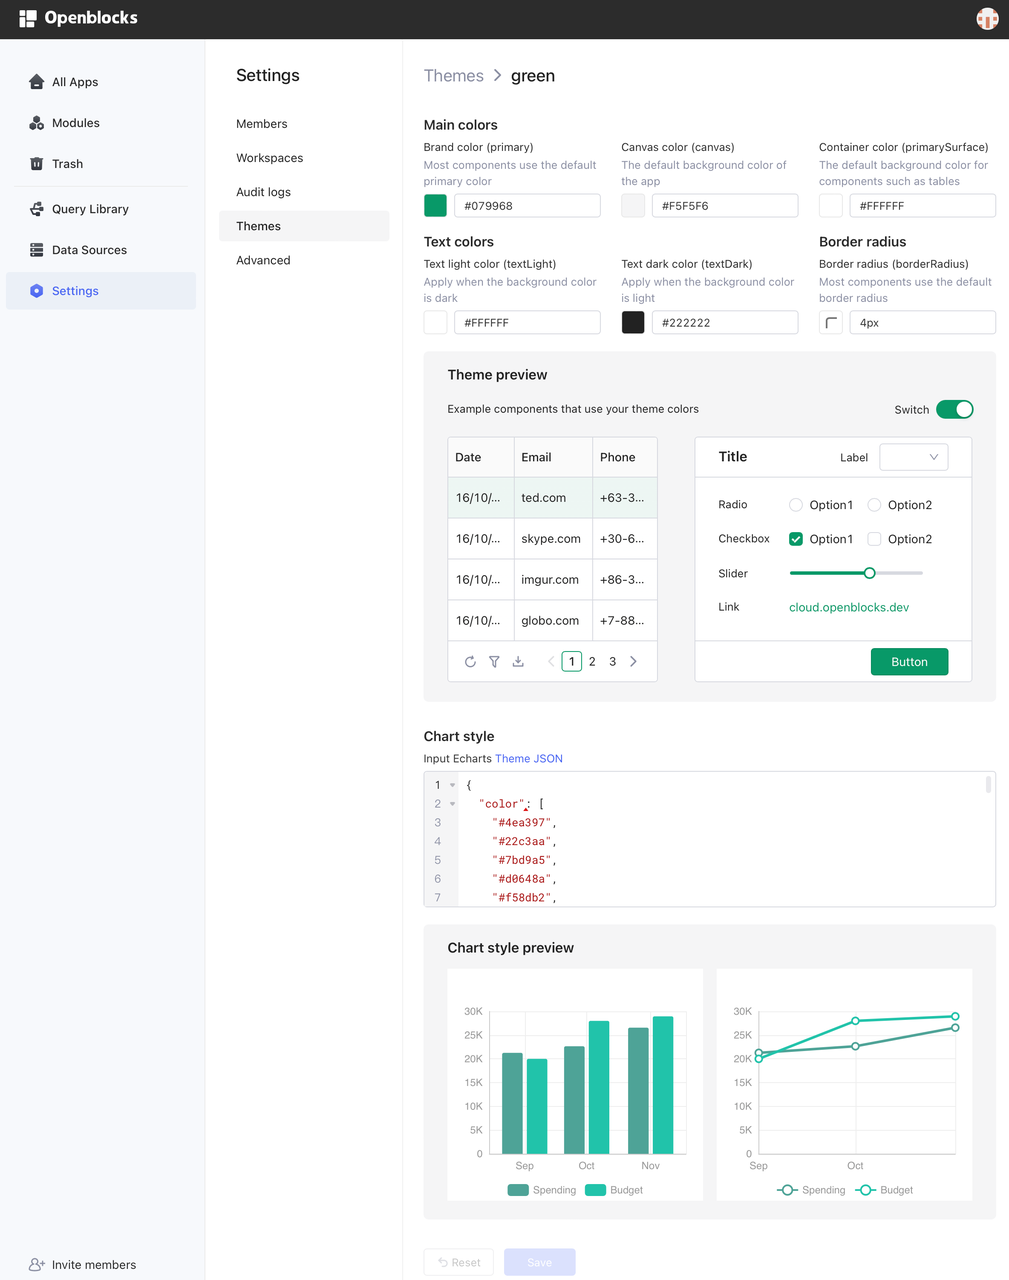 Openblocks
All Apps
Modules
Trash
Query Library
Data Sources
Settings
Invite members
Settings
Members
Workspaces
Audit logs
Themes
Advanced
Themes > green
Main colors
Brand color (primary)
Most components use the default
primary color
#079968
Canvas color (canvas)
The default background color of
the app
#F5F5F6
Container color (primarySurface)
The default background color for
components such as tables
#FFFFFF
Text colors
Text light color (textLight)
Apply when the background color
is dark
#FFFFFF
Text dark color (textDark)
Apply when the background color
is light
#222222
Border radius
Border radius (borderRadius)
Most components use the default
border radius
4px
Theme preview
Example components that use your theme colors
Switch
Date Email Phone
16/10/... ted.com +63-3...
16/10/... skype.com +30-6...
16/10/... imgur.com +86-3...
16/10/... globo.com +7-88...
1 2 3
Title Label
Radio Option1 Option2
Checkbox Option1 Option2
Slider
Link cloud.openblocks.dev
Button
Chart style
Input Echarts Theme JSON
1 {
2 "color": [
3 "#4ea397",
4 "#22c3aa",
5 "#7bd9a5",
6 "#d0648a",
7 "#f58db2",
Chart style preview
30K
25K
20K
15K
10K
5K
0
Sep Oct Nov
Spending Budget
30K
25K
20K
15K
10K
5K
0
Sep Oct
Spending Budget
Reset Save